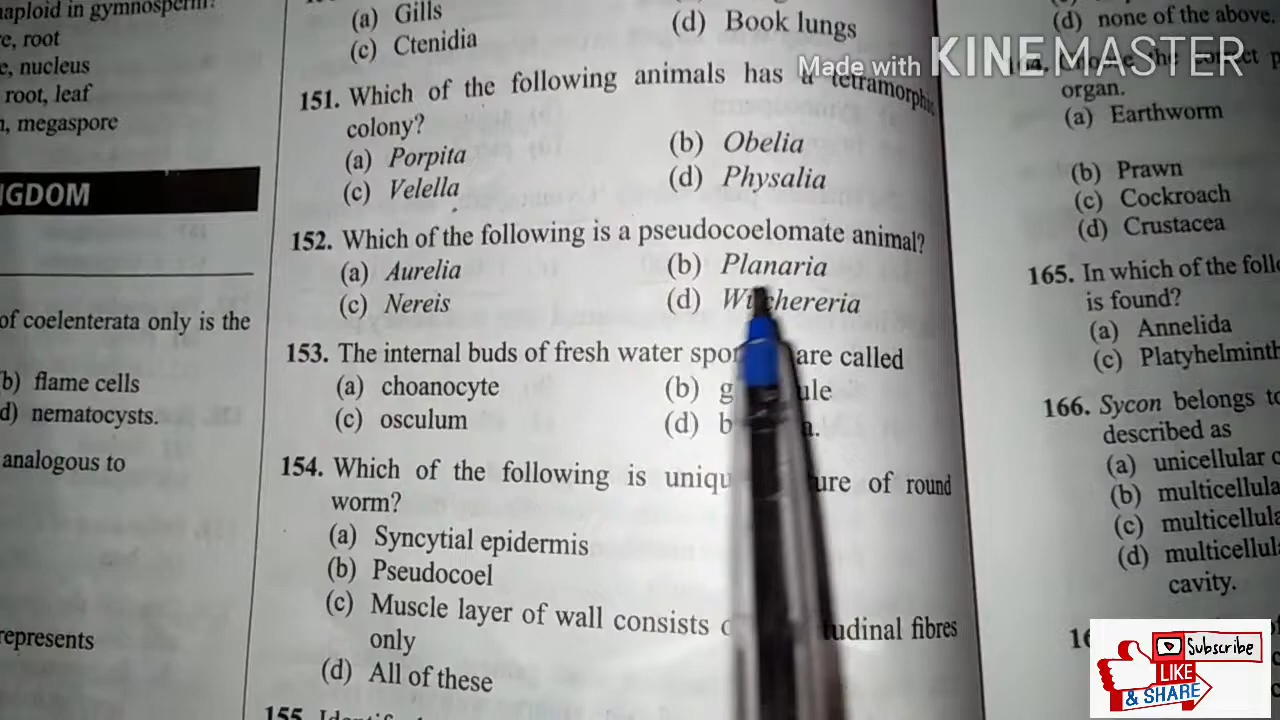 haploid in gymnosperm?
e, root
e, nucleus
root, leaf
n, megaspore
GDOM
of coelenterata only is the
b) flame cells
d) nematocysts.
analogous to
represents
(a) Gills
(c) Ctenidia
(d) Book lungs
151. Which of the following animals has a tetramorphic
colony?
(a) Porpita
(b) Obelia
(c) Velella
(d) Physalia
152. Which of the following is a pseudocoelomate animal?
(a) Aurelia
(b) Planaria
(c) Nereis
(d) Wuchereria
153. The internal buds of fresh water are called
(a) choanocyte
(b) g ule
(c) osculum
(d) b a.
154. Which of the following is uniqu ure of round
worm?
(a) Syncytial epidermis
(b) Pseudocoel
(c) Muscle layer of wall consists tudinal fibres
only
(d) All of these
155.
(d) none of the above.
the correct p
organ.
(a) Earthworm
(b) Prawn
(c) Cockroach
(d) Crustacea
165. In which of the foll
is found?
(a) Annelida
(c) Platyhelminth
166. Sycon belongs to
described as
(a) unicellular
(b) multicellula
(c) multicellula
(d) multicellul
cavity.
Made with KINEMASTER
Subscribe
LIKE
& SHARE